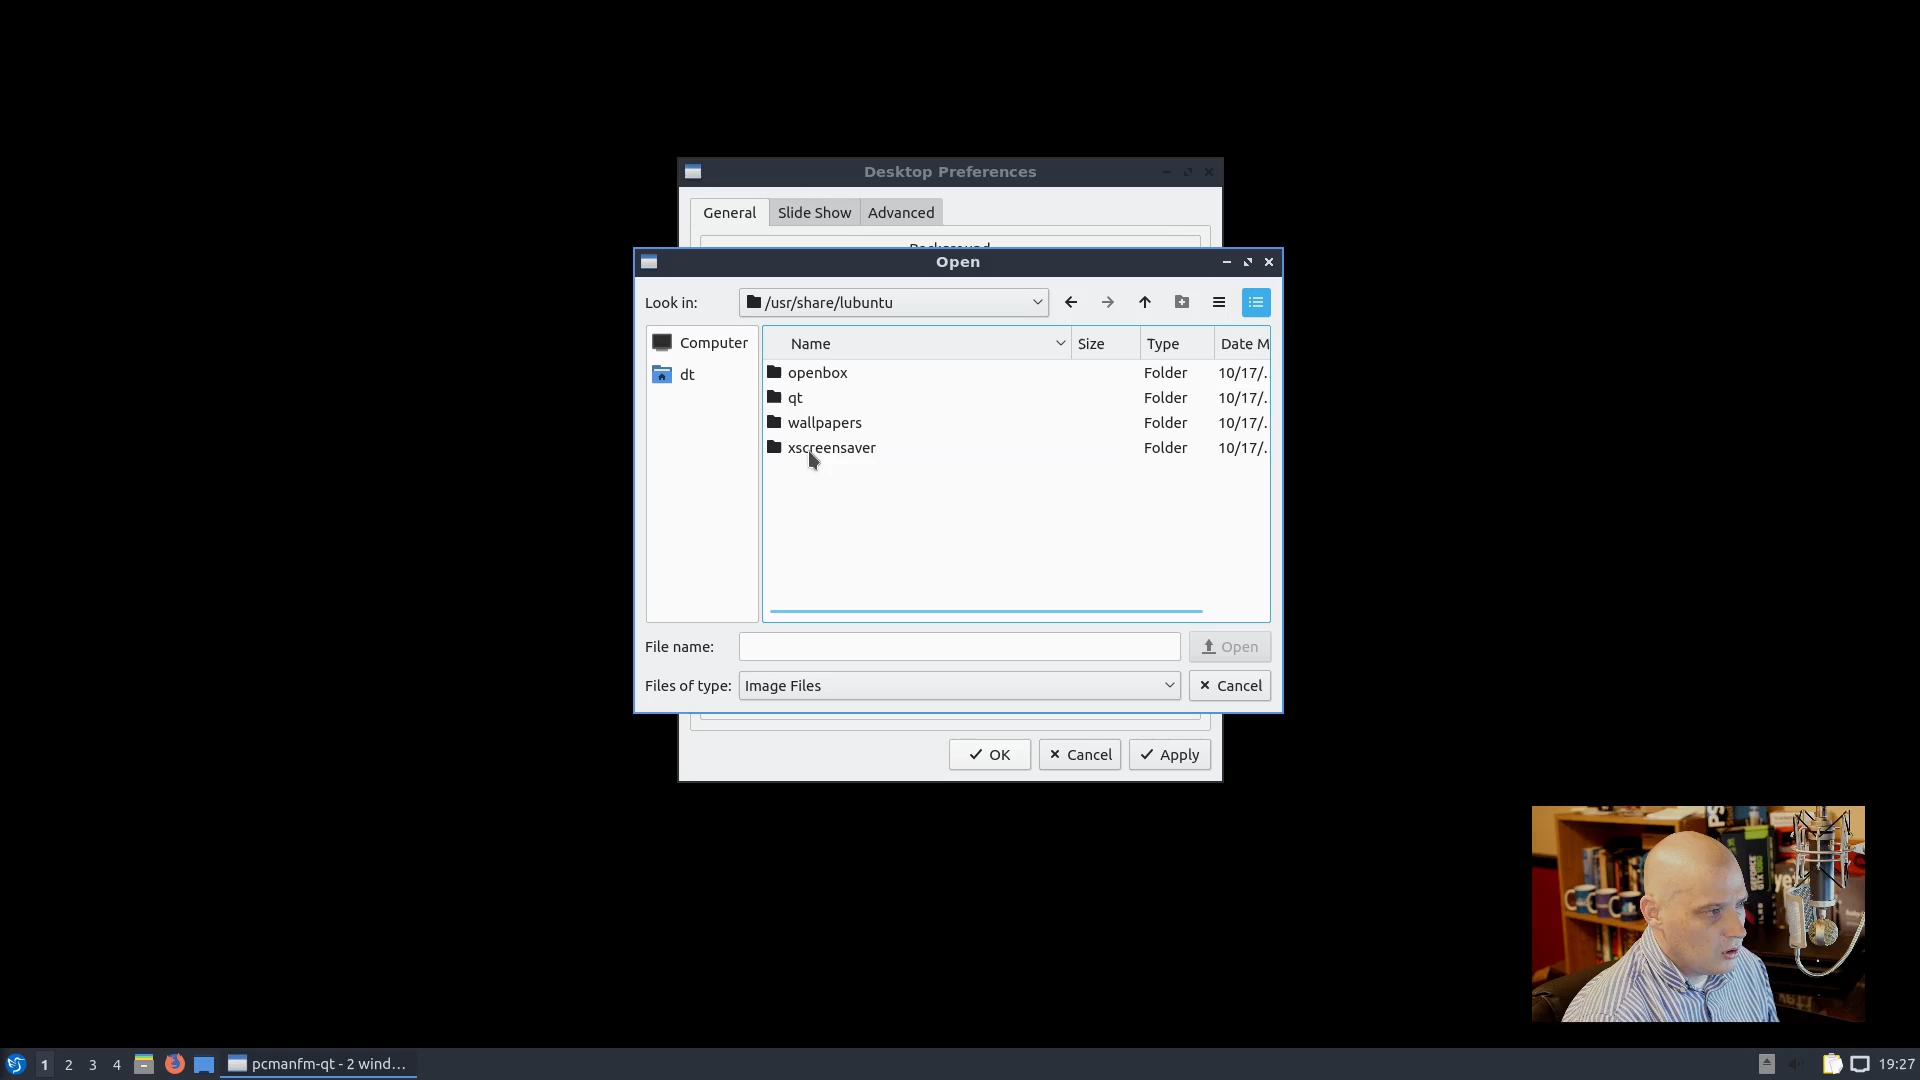 Desktop Preferences
General
Slide Show
Advanced
Background
Open
Look in:
/usr/share/lubuntu
Computer
dt
Name
Size
Type
Date M
openbox
Folder
10/17/.
qt
Folder
10/17/.
wallpapers
Folder
10/17/.
xscreensaver
Folder
10/17/.
File name:
Open
Files of type:
Image Files
Cancel
OK
Cancel
Apply
1
2
3
4
pcmanfm-qt - 2 wind...
19:27